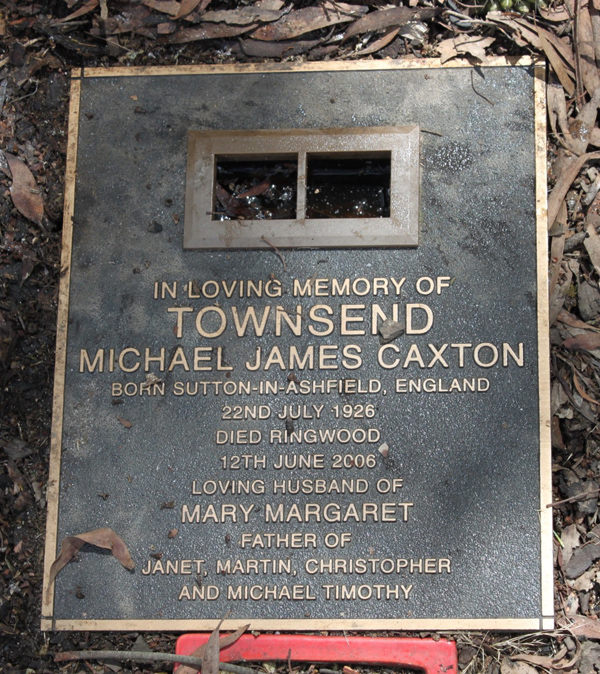 IN LOVING MEMORY OF
TOWNSEND
MICHAEL JAMES CAXTON
BORN SUTTON-IN-ASHFIELD, ENGLAND
22ND JULY 1926
DIED RINGWOOD
12TH JUNE 2006
LOVING HUSBAND OF
MARY MARGARET
FATHER OF
JANET, MARTIN, CHRISTOPHER
AND MICHAEL TIMOTHY